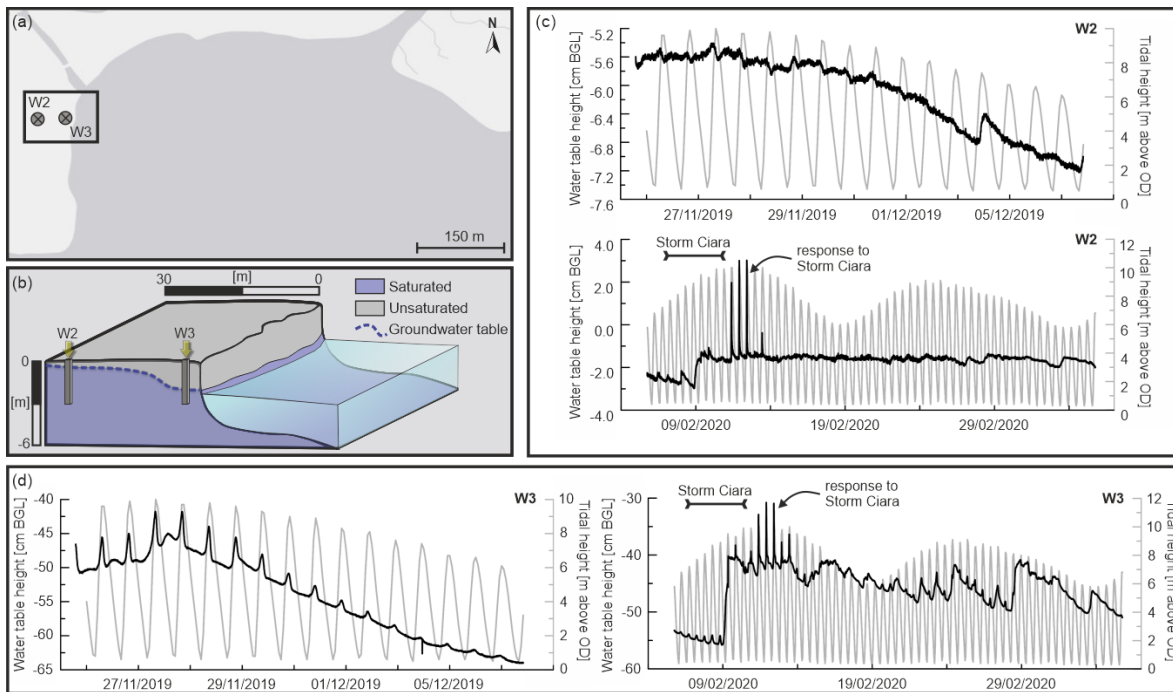 (a)
N
W2
W3
150 m
(b)
30 [m] 0
Saturated
Unsaturated
Groundwater table
W2
W3
0
[m]
-6
(c)
W2
Water table height [cm BGL]
-5.2
-5.6
-6.0
-6.4
-6.8
-7.2
-7.6
Tidal height [m above OD]
8
6
4
2
0
27/11/2019 29/11/2019 01/12/2019 05/12/2019
W2
Storm Ciara
response to
Storm Ciara
Water table height [cm BGL]
4.0
2.0
0.0
-2.0
-4.0
Tidal height [m above OD]
12
10
8
6
4
2
0
09/02/2020 19/02/2020 29/02/2020
(d)
W3
Water table height [cm BGL]
-40
-45
-50
-55
-60
-65
Tidal height [m above OD]
10
8
6
4
2
0
27/11/2019 29/11/2019 01/12/2019 05/12/2019
W3
Storm Ciara
response to
Storm Ciara
Water table height [cm BGL]
-30
-40
-50
-60
Tidal height [m above OD]
12
10
8
6
4
2
0
09/02/2020 19/02/2020 29/02/2020